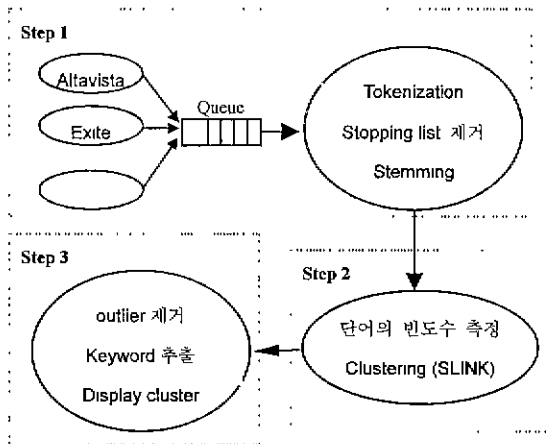 Step 1
Altavista
Exite
Queue
Tokenization
Stopping list 제거
Stemming
Step 2
단어의 빈도수 측정
Clustering (SLINK)
Step 3
outlier 제거
Keyword 추출
Display cluster